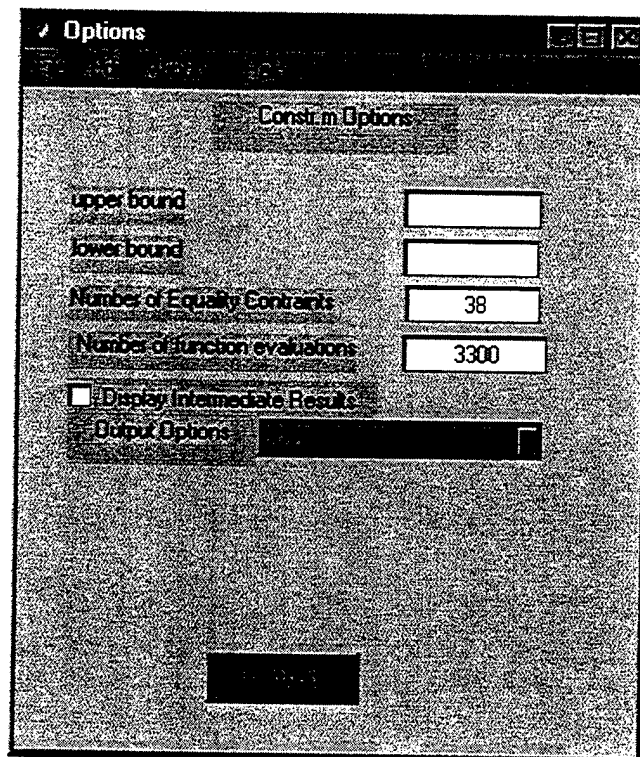 Options
Constr.m Options
upper bound
lower bound
Number of Equality Contraints
38
Number of function evaluations
3300
Display Intermediate Results
Output Options